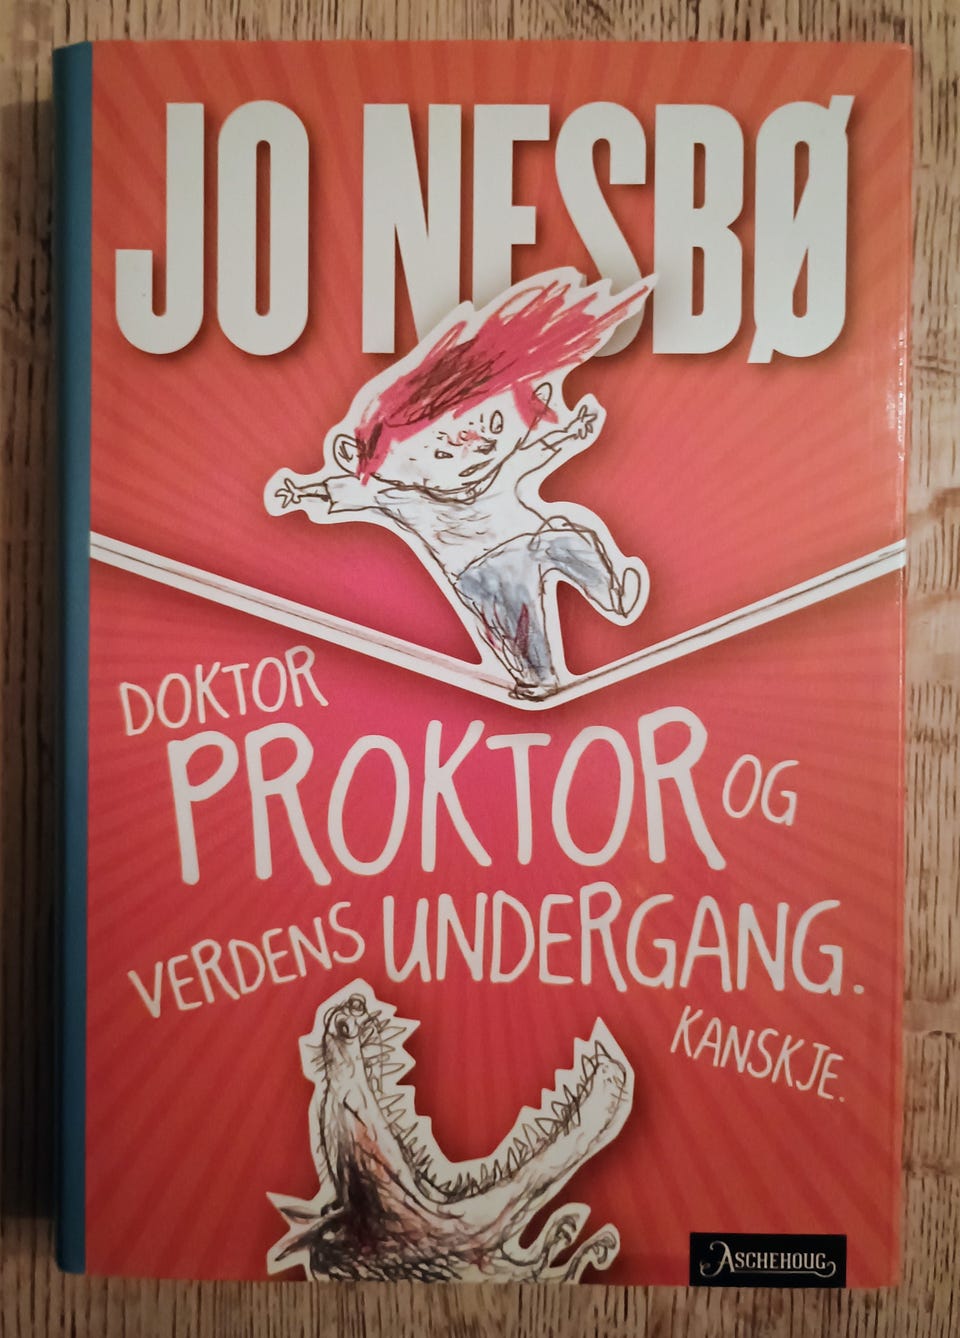 JO NESBØ
DOKTOR
PROKTOR OG
VERDENS UNDERGANG.
KANSKJE.
ASCHEHOUG